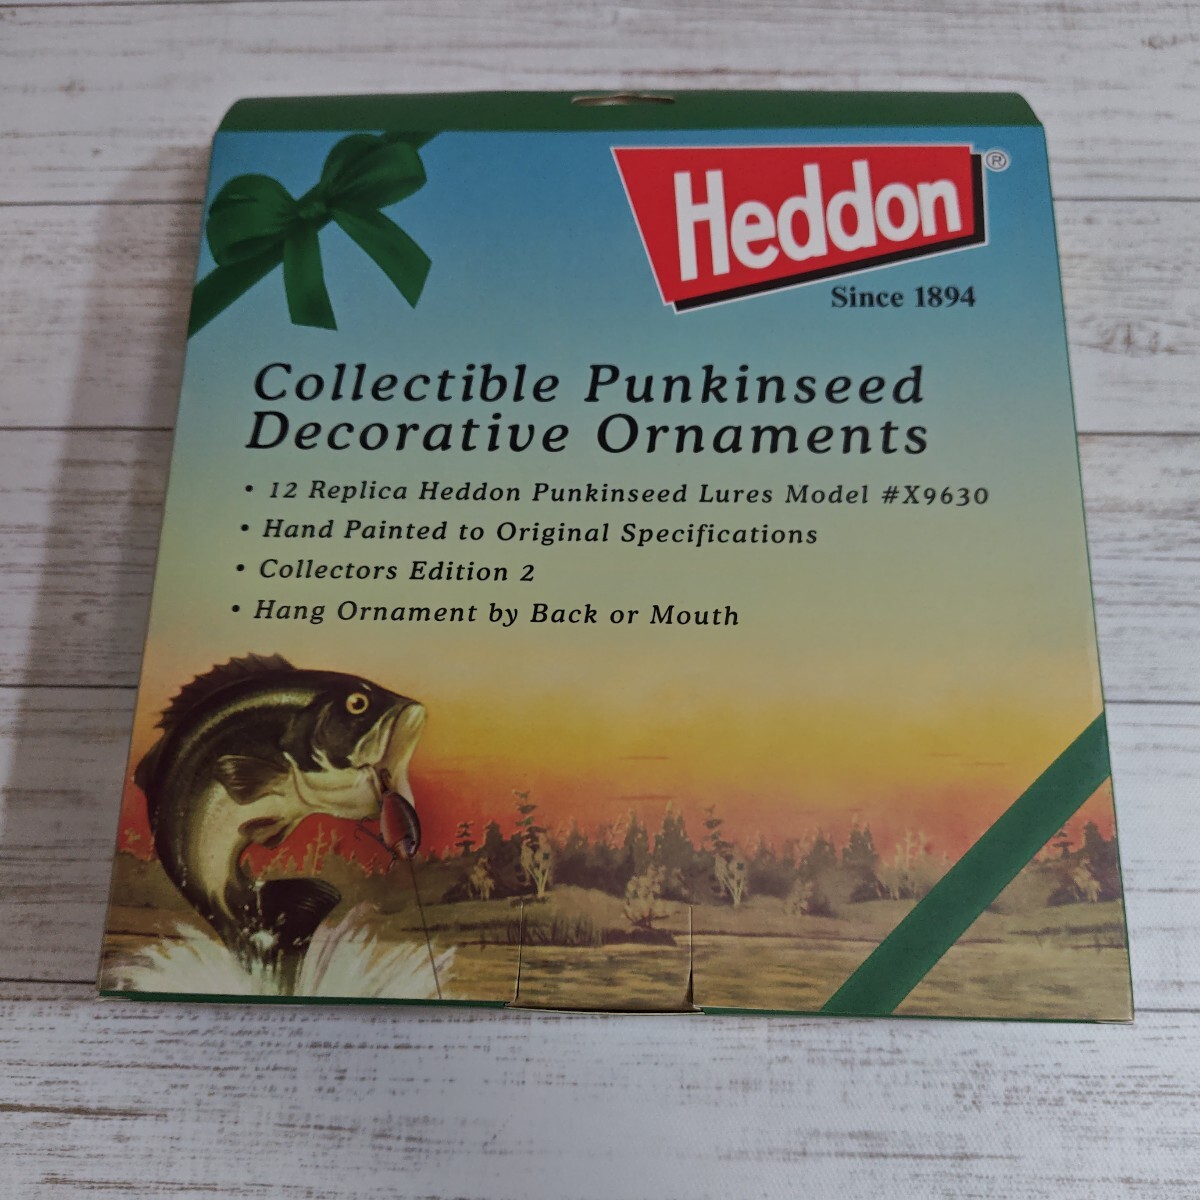 Heddon®
Since 1894
Collectible Punkinseed
Decorative Ornaments
• 12 Replica Heddon Punkinseed Lures Model #X9630
• Hand Painted to Original Specifications
• Collectors Edition 2
• Hang Ornament by Back or Mouth